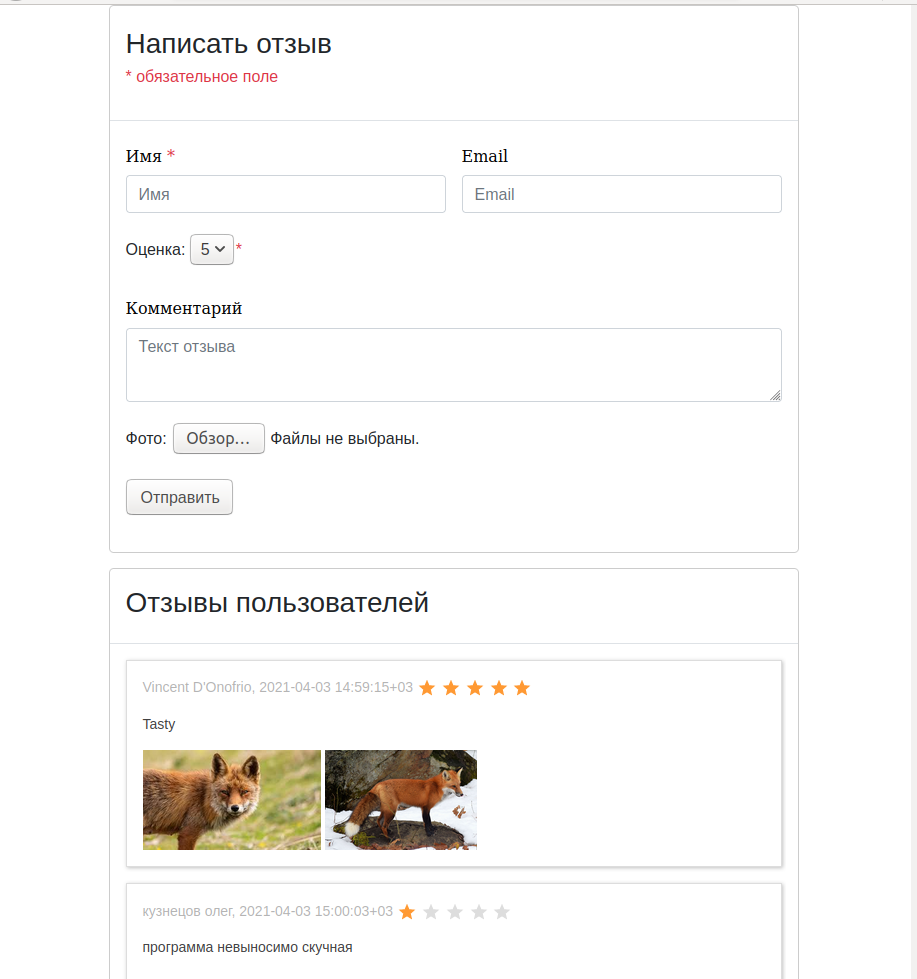 Написать отзыв
* обязательное поле
Имя * Email
Имя Email
Оценка: 5 *
Комментарий
Текст отзыва
Фото: Обзор... Файлы не выбраны.
Отправить
Отзывы пользователей
Vincent D'Onofrio, 2021-04-03 14:59:15+03
Tasty
кузнецов олег, 2021-04-03 15:00:03+03
программа невыносимо скучная